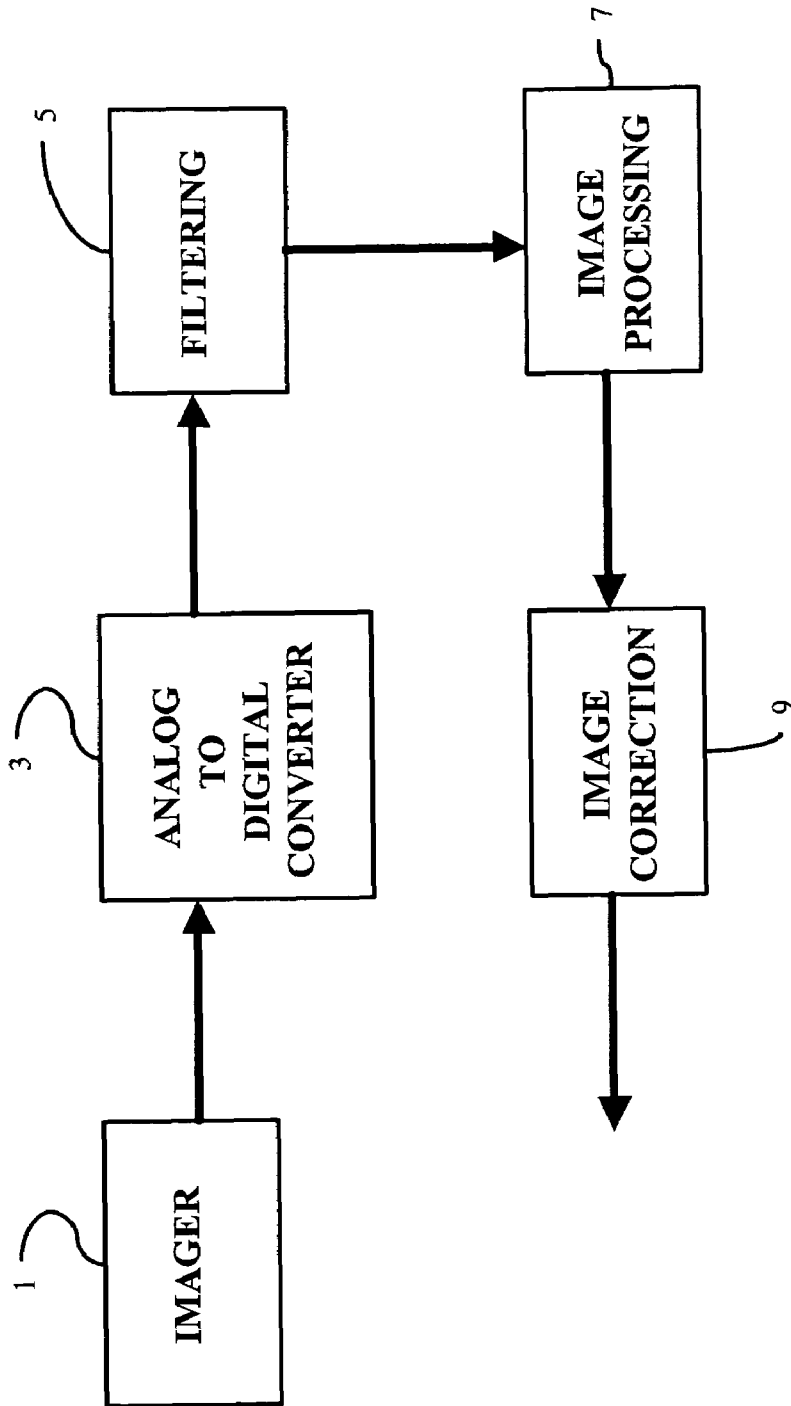 1
IMAGER
3
ANALOG
TO
DIGITAL
CONVERTER
5
FILTERING
IMAGE
CORRECTION
9
IMAGE
PROCESSING
7